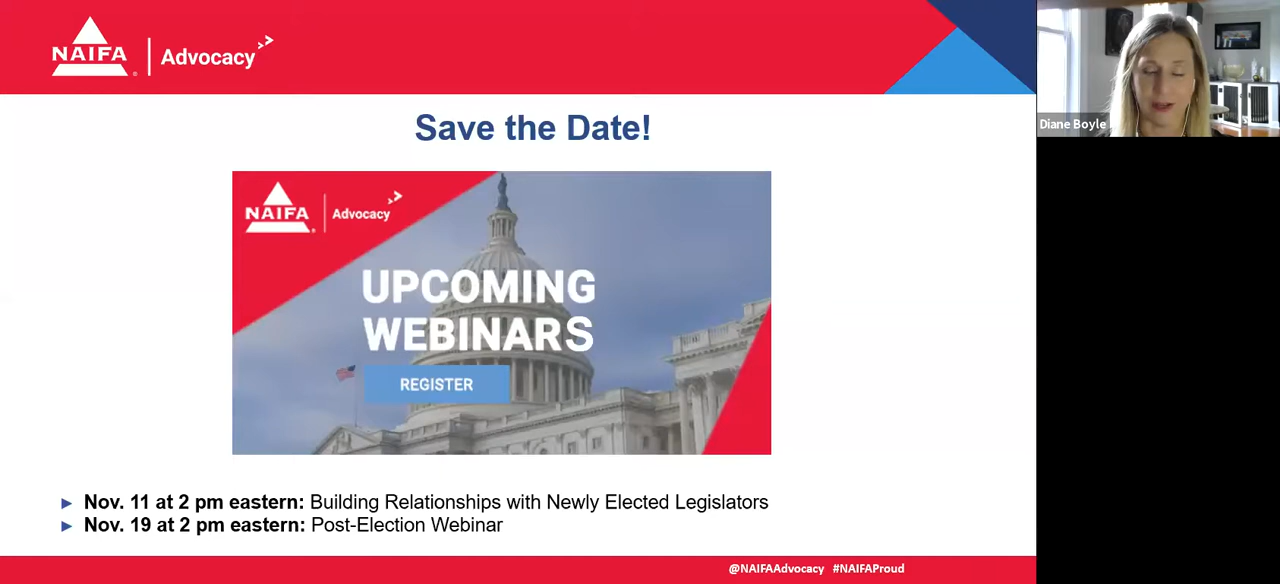 NAIFA
Advocacy
Diane Boyle
Save the Date!
NAIFA
Advocacy
UPCOMING
WEBINARS
REGISTER
► Nov. 11 at 2 pm eastern: Building Relationships with Newly Elected Legislators
► Nov. 19 at 2 pm eastern: Post-Election Webinar
@NAIFAAdvocacy #NAIFAProud